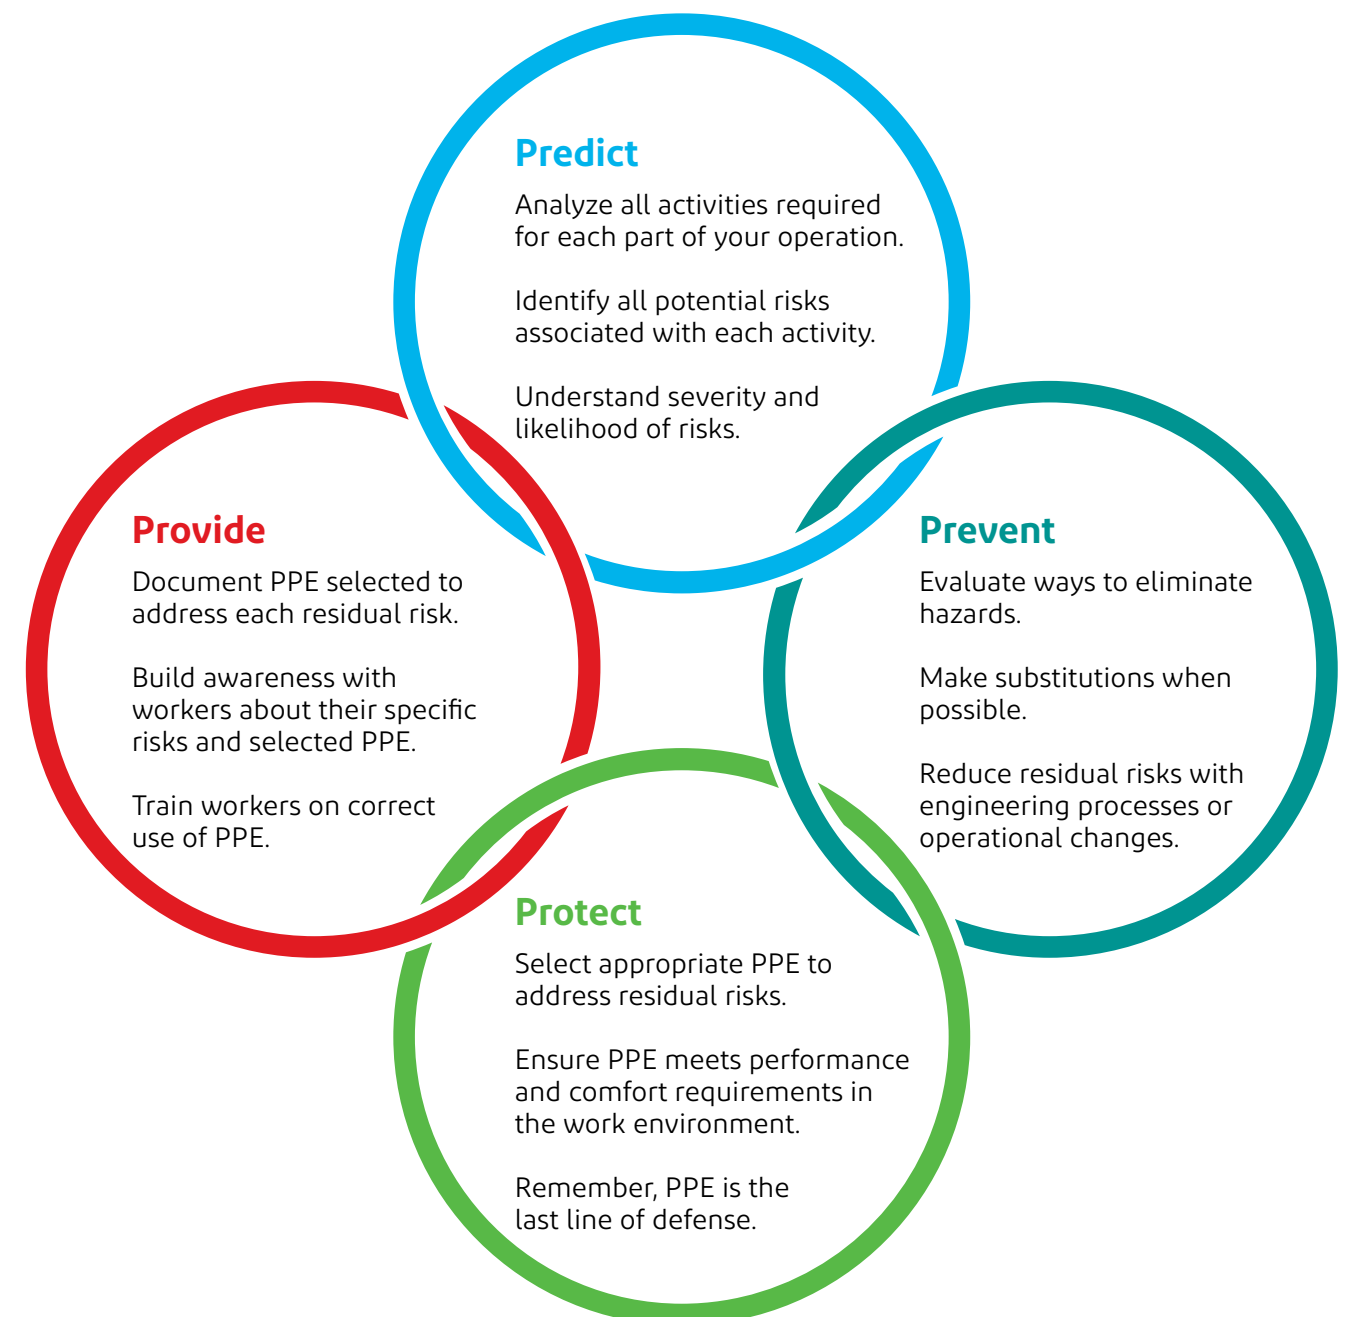 Predict
Analyze all activities required
for each part of your operation.
Identify all potential risks
associated with each activity.
Understand severity and
likelihood of risks.
Provide
Document PPE selected to
address each residual risk.
Build awareness with
workers about their specific
risks and selected PPE.
Train workers on correct
use of PPE.
Prevent
Evaluate ways to eliminate
hazards.
Make substitutions when
possible.
Reduce residual risks with
engineering processes or
operational changes.
Protect
Select appropriate PPE to
address residual risks.
Ensure PPE meets performance
and comfort requirements in
the work environment.
Remember, PPE is the
last line of defense.